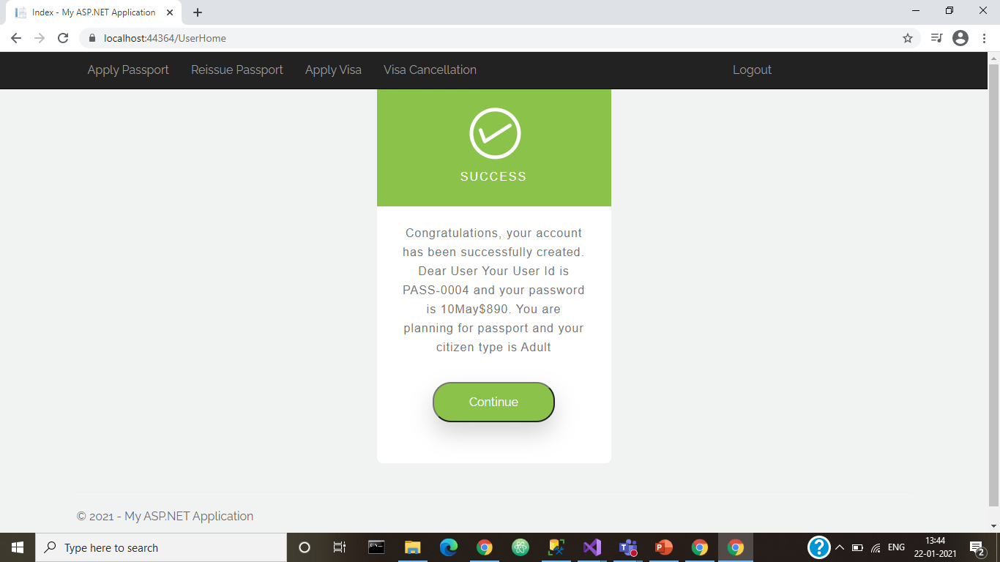 Index - My ASP.NET Application
localhost:44364/UserHome
Apply Passport Reissue Passport Apply Visa Visa Cancellation Logout
SUCCESS
Congratulations, your account
has been successfully created.
Dear User Your User Id is
PASS-0004 and your password
is 10May$890. You are
planning for passport and your
citizen type is Adult
Continue
© 2021 - My ASP.NET Application
Type here to search
ENG
13:44
22-01-2021
2